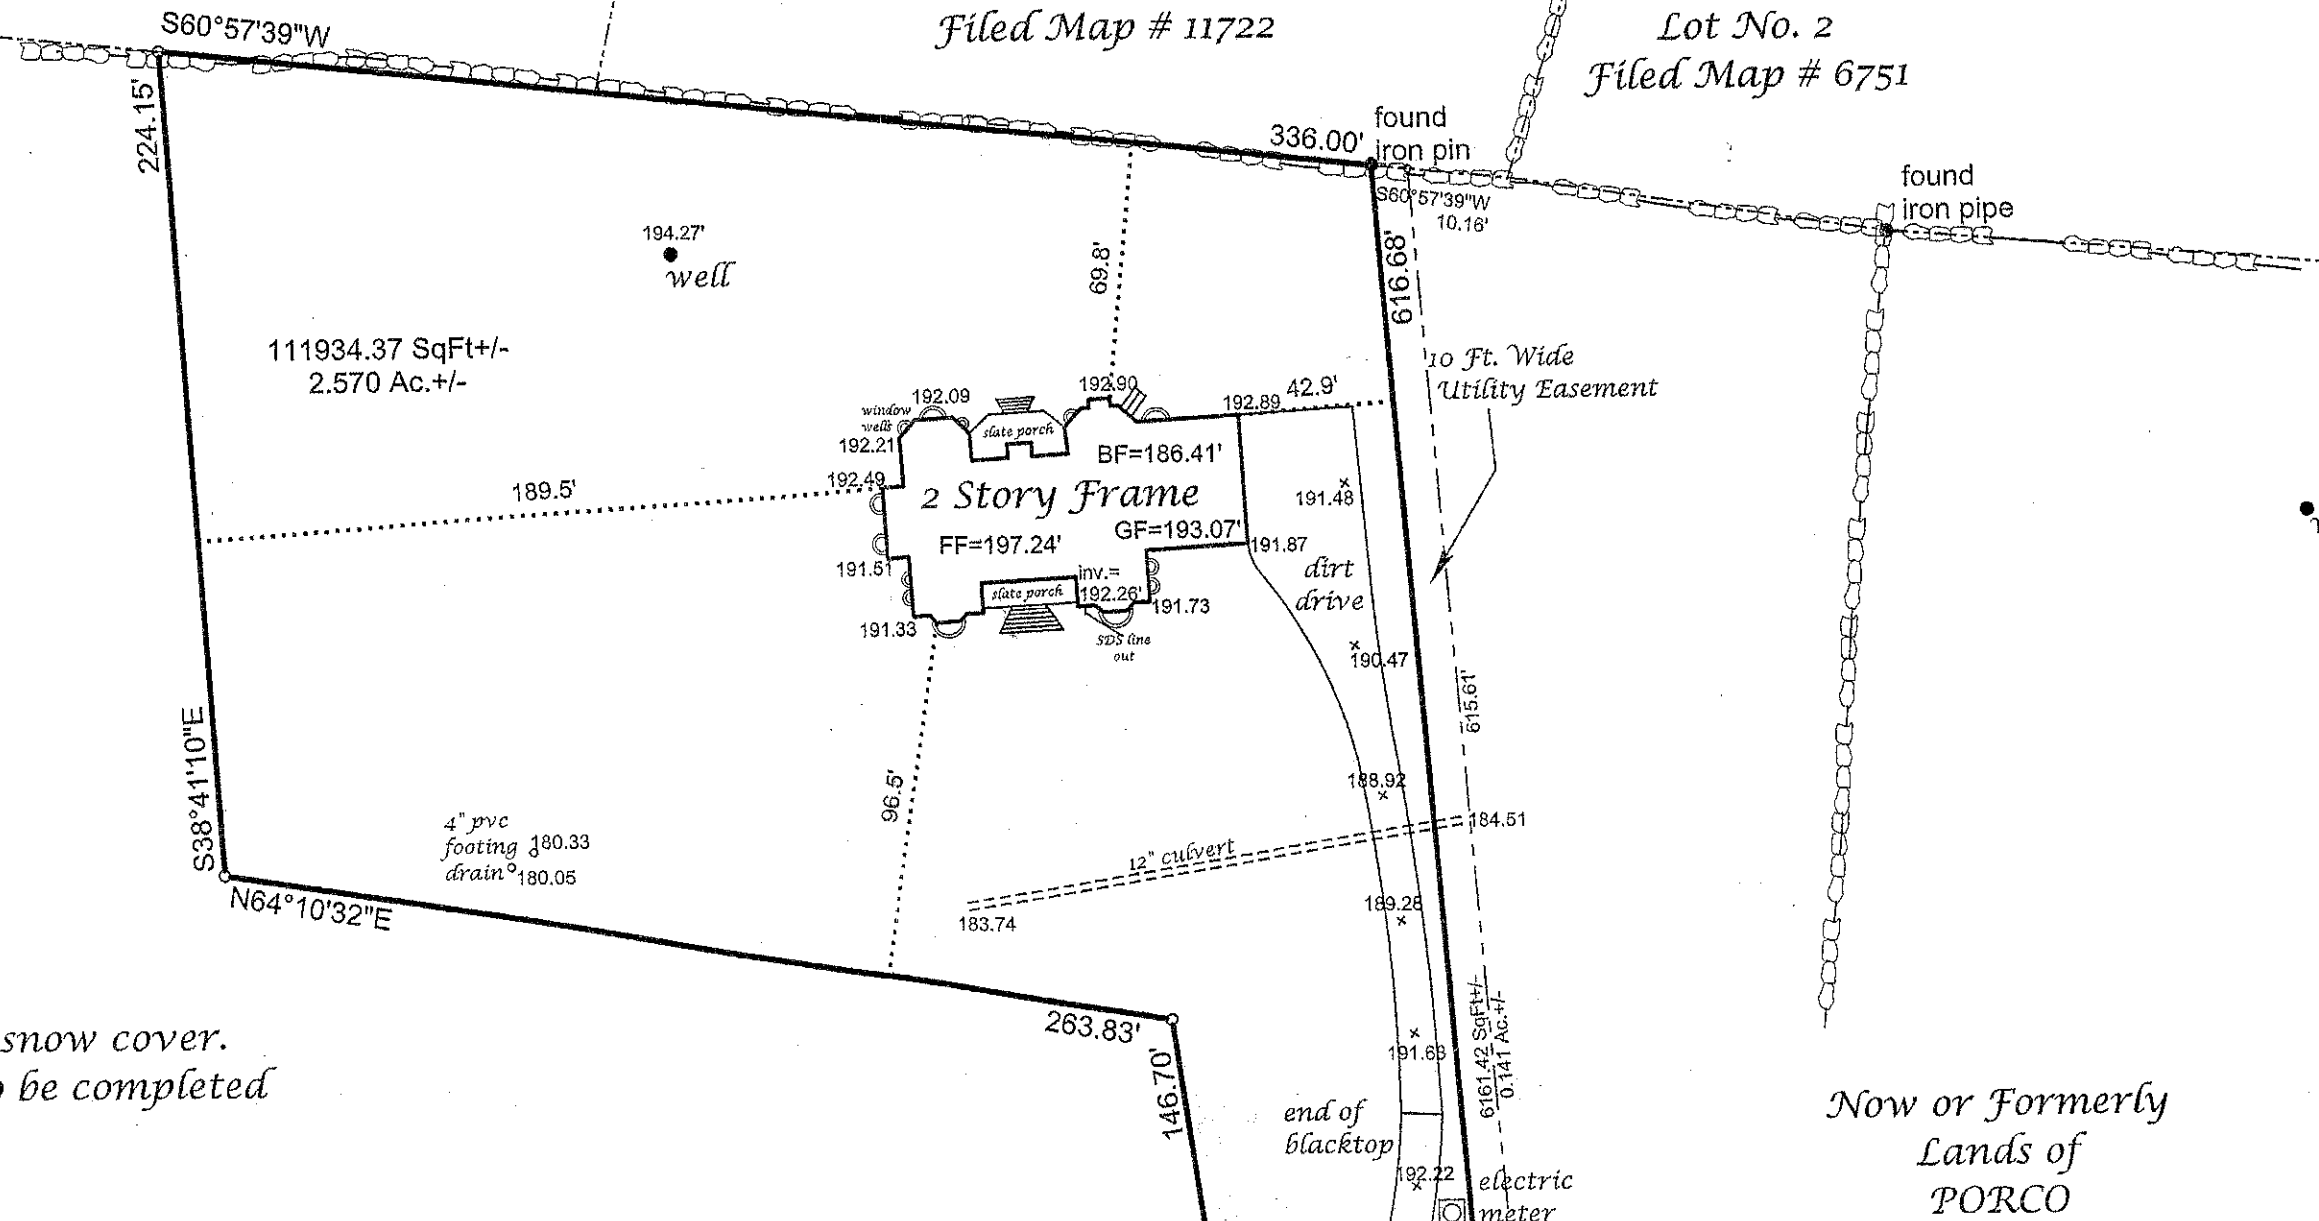 S60°57'39"W
Filed Map # 11722
Lot No. 2
Filed Map # 6751
224.15'
336.00'
found
iron pin
S60°57'39"W
10.16'
found
iron pipe
194.27'
well
69.8'
616.68'
111934.37 SqFt+/-
2.570 Ac.+/-
10 Ft. Wide
Utility Easement
window
wells
192.09
192.90
192.89
42.9'
slate porch
192.21
BF=186.41'
192.49
189.5'
2 Story Frame
191.48
GF=193.07'
FF=197.24'
191.87
191.51
inv.=
192.26'
slate porch
dirt
drive
191.73
191.33
SDS line
out
190.47
615.61'
S38°41'10"E
96.5'
188.92
184.51
4" pvc
footing
drain
180.33
180.05
12" culvert
N64°10'32"E
183.74
189.28
263.83'
146.70'
191.63
6161.42 SqFt+/-
0.141 Ac.+/-
snow cover.
be completed
end of
blacktop
192.22
electric
meter
Now or Formerly
Lands of
PORCO